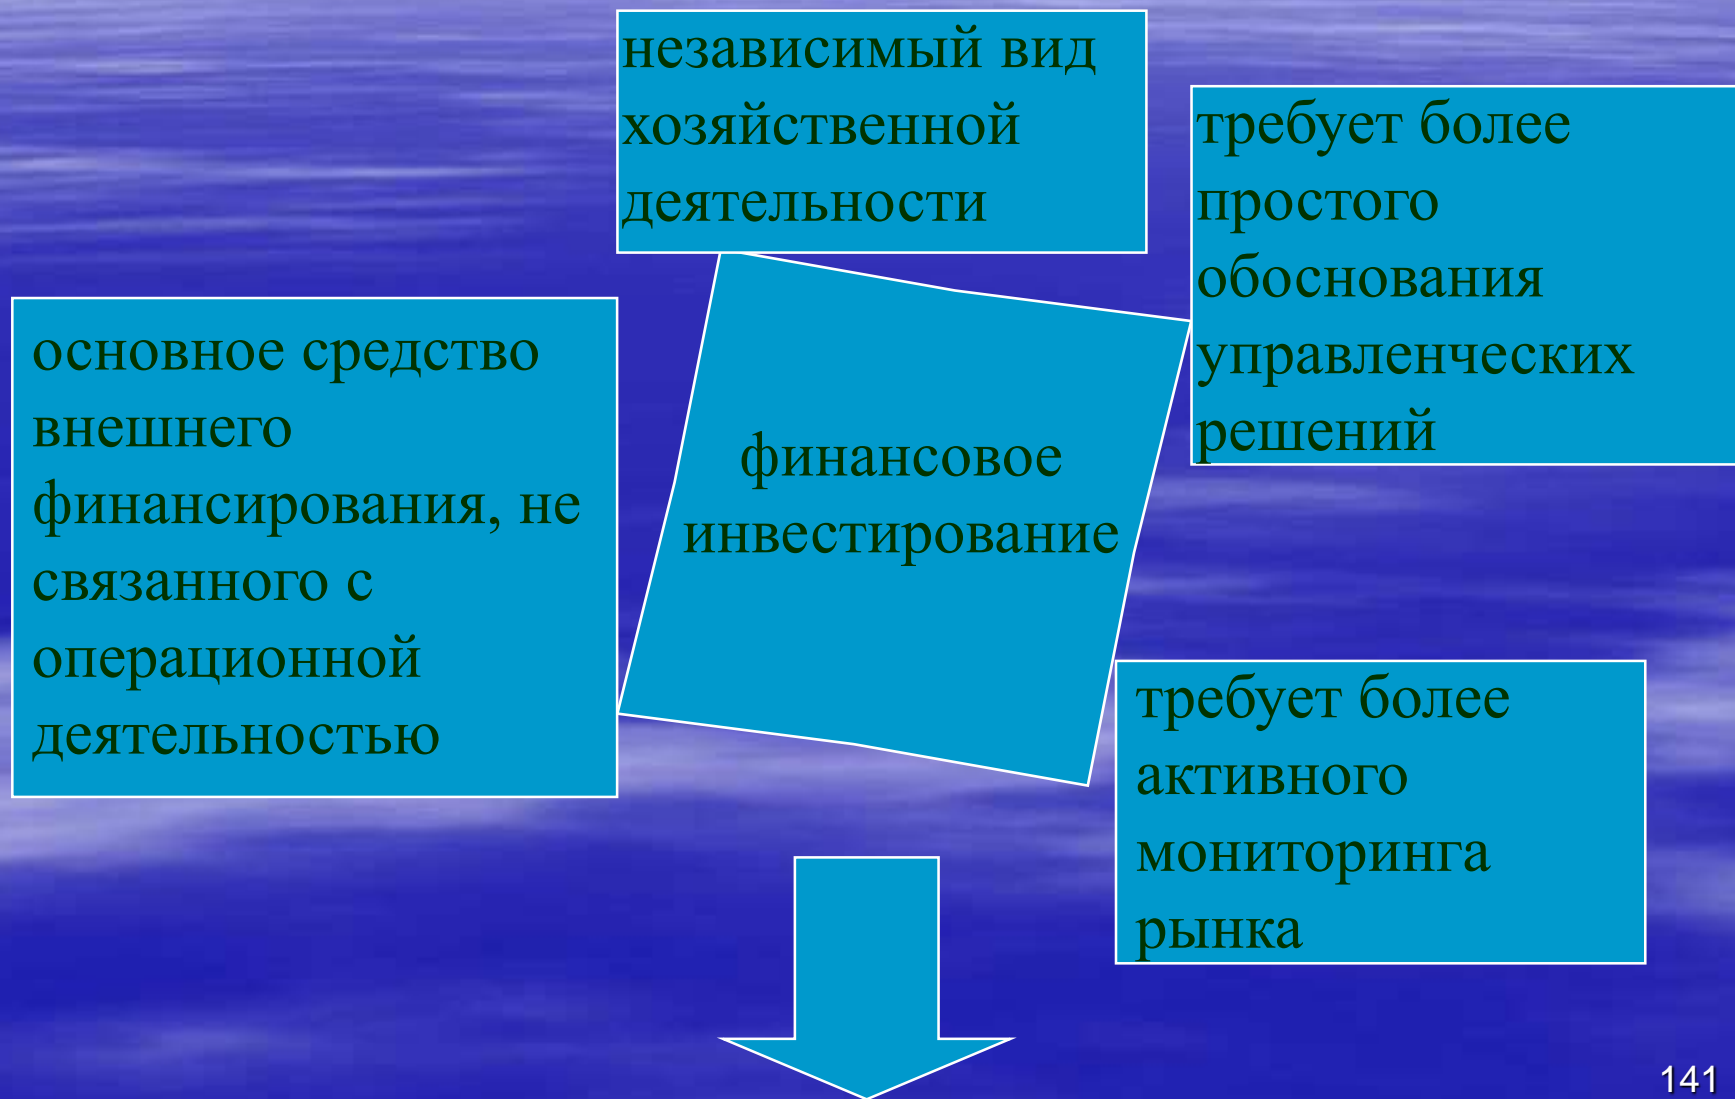 независимый вид
хозяйственной
деятельности
требует более
простого
обоснования
управленческих
решений
основное средство
внешнего
финансирования, не
связанного с
операционной
деятельностью
финансовое
инвестирование
требует более
активного
мониторинга
рынка
141